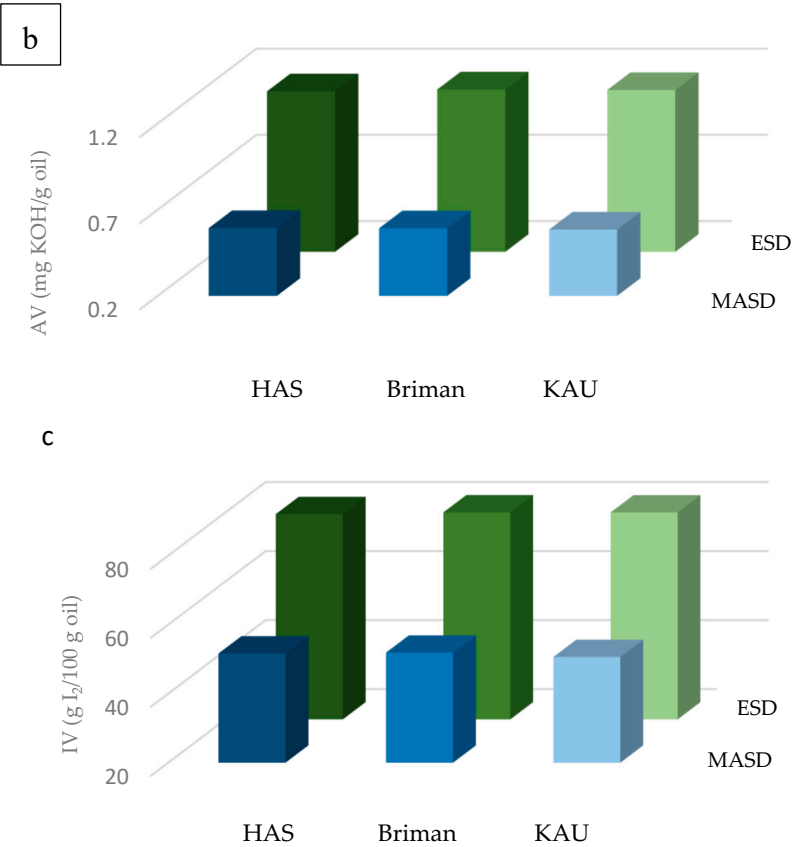 b
1.2
0.7
0.2
AV (mg KOH/g oil)
ESD
MASD
HAS Briman KAU
c
80
60
40
20
IV (g I₂/100 g oil)
ESD
MASD
HAS Briman KAU